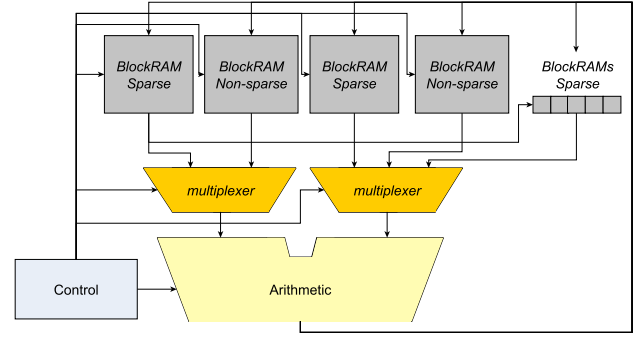 BlockRAM
Sparse
BlockRAM
Non-sparse
BlockRAM
Sparse
BlockRAM
Non-sparse
BlockRAMs
Sparse
multiplexer
multiplexer
Control
Arithmetic